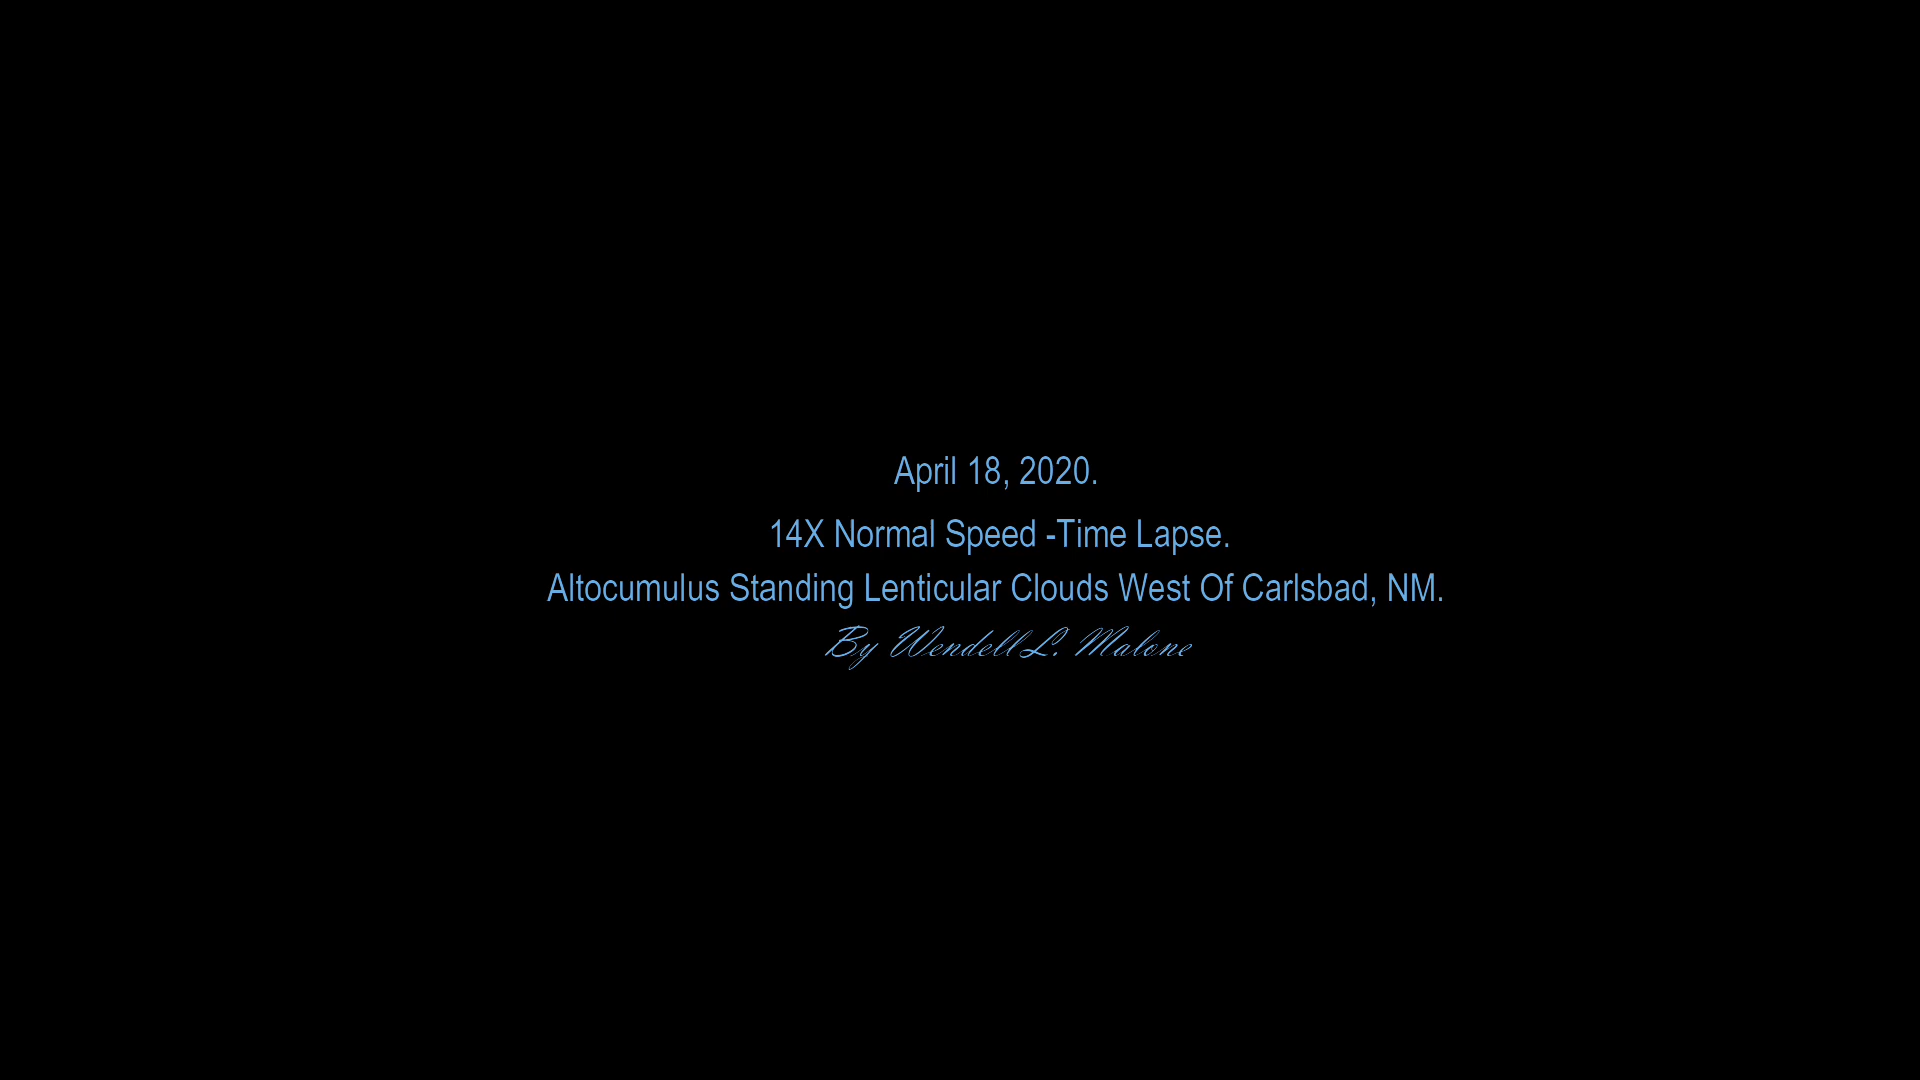 April 18, 2020.
14X Normal Speed -Time Lapse.
Altocumulus Standing Lenticular Clouds West Of Carlsbad, NM.
By Wendell L. Malone